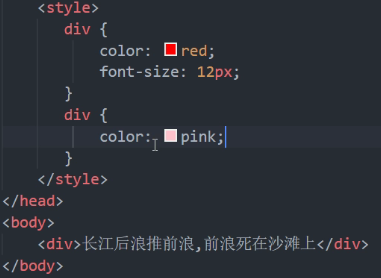 <style>
div {
color: red;
font-size: 12px;
}
div {
color: pink;
}
</style>
</head>
<body>
<div>长江后浪推前浪,前浪死在沙滩上</div>
</body>